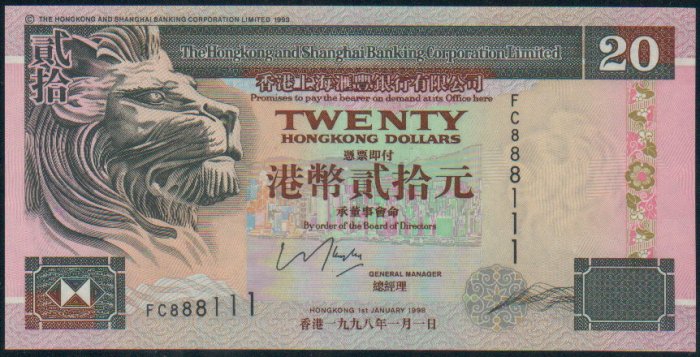 © THE HONGKONG AND SHANGHAI BANKING CORPORATION LIMITED 1993
貳拾
The Hongkong and Shanghai Banking Corporation Limited
20
香港上海滙豐銀行有限公司
Promises to pay the bearer on demand at its Office here
TWENTY
HONGKONG DOLLARS
憑票即付
港幣貳拾元
承董事會命
By order of the Board of Directors
FC888111
GENERAL MANAGER
總經理
FC888111
HONGKONG 1st JANUARY 1998
香港一九九八年一月一日